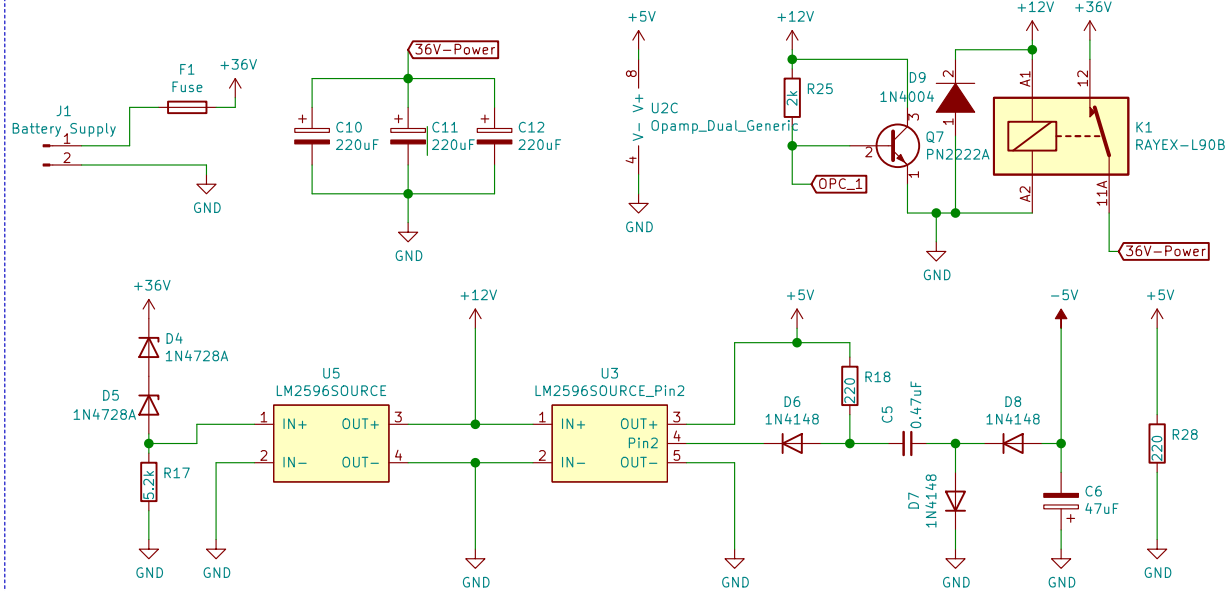 F1
Fuse
+36V
J1
Battery_Supply
1
2
GND
36V-Power
+
C10
220uF
+
C11
220uF
+
C12
220uF
GND
+5V
8
V+
V-
4
U2C
Opamp_Dual_Generic
GND
+12V
R25
2k
OPC_1
2
3
1
Q7
PN2222A
D9
1N4004
2
1
GND
+12V
+36V
A1
12
A2
11A
K1
RAYEX-L90B
36V-Power
+36V
D4
1N4728A
D5
1N4728A
R17
5.2k
GND
GND
U5
LM2596SOURCE
1
IN+
OUT+
3
2
IN-
OUT-
4
+12V
GND
U3
LM2596SOURCE_Pin2
1
IN+
OUT+
3
Pin2
4
2
IN-
OUT-
5
GND
+5V
R18
220
D6
1N4148
C5
0.47uF
D7
1N4148
GND
D8
1N4148
-5V
C6
47uF
+
GND
+5V
R28
220
GND